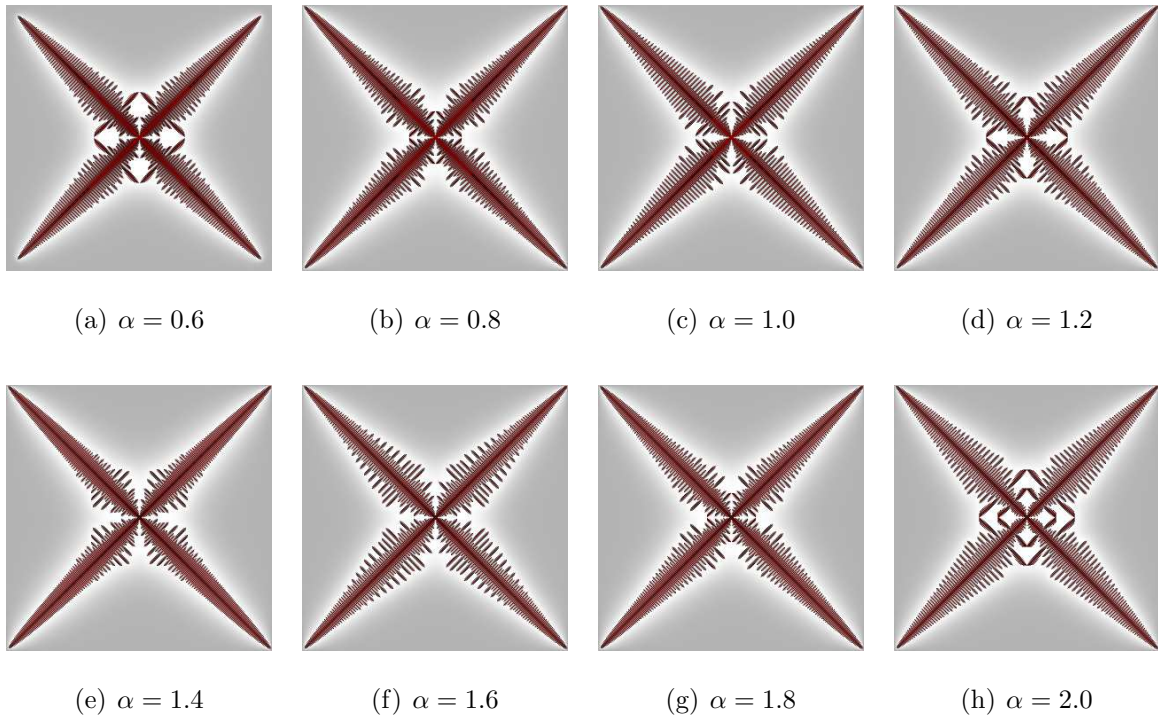 (a) α = 0.6 (b) α = 0.8 (c) α = 1.0 (d) α = 1.2
(e) α = 1.4 (f) α = 1.6 (g) α = 1.8 (h) α = 2.0